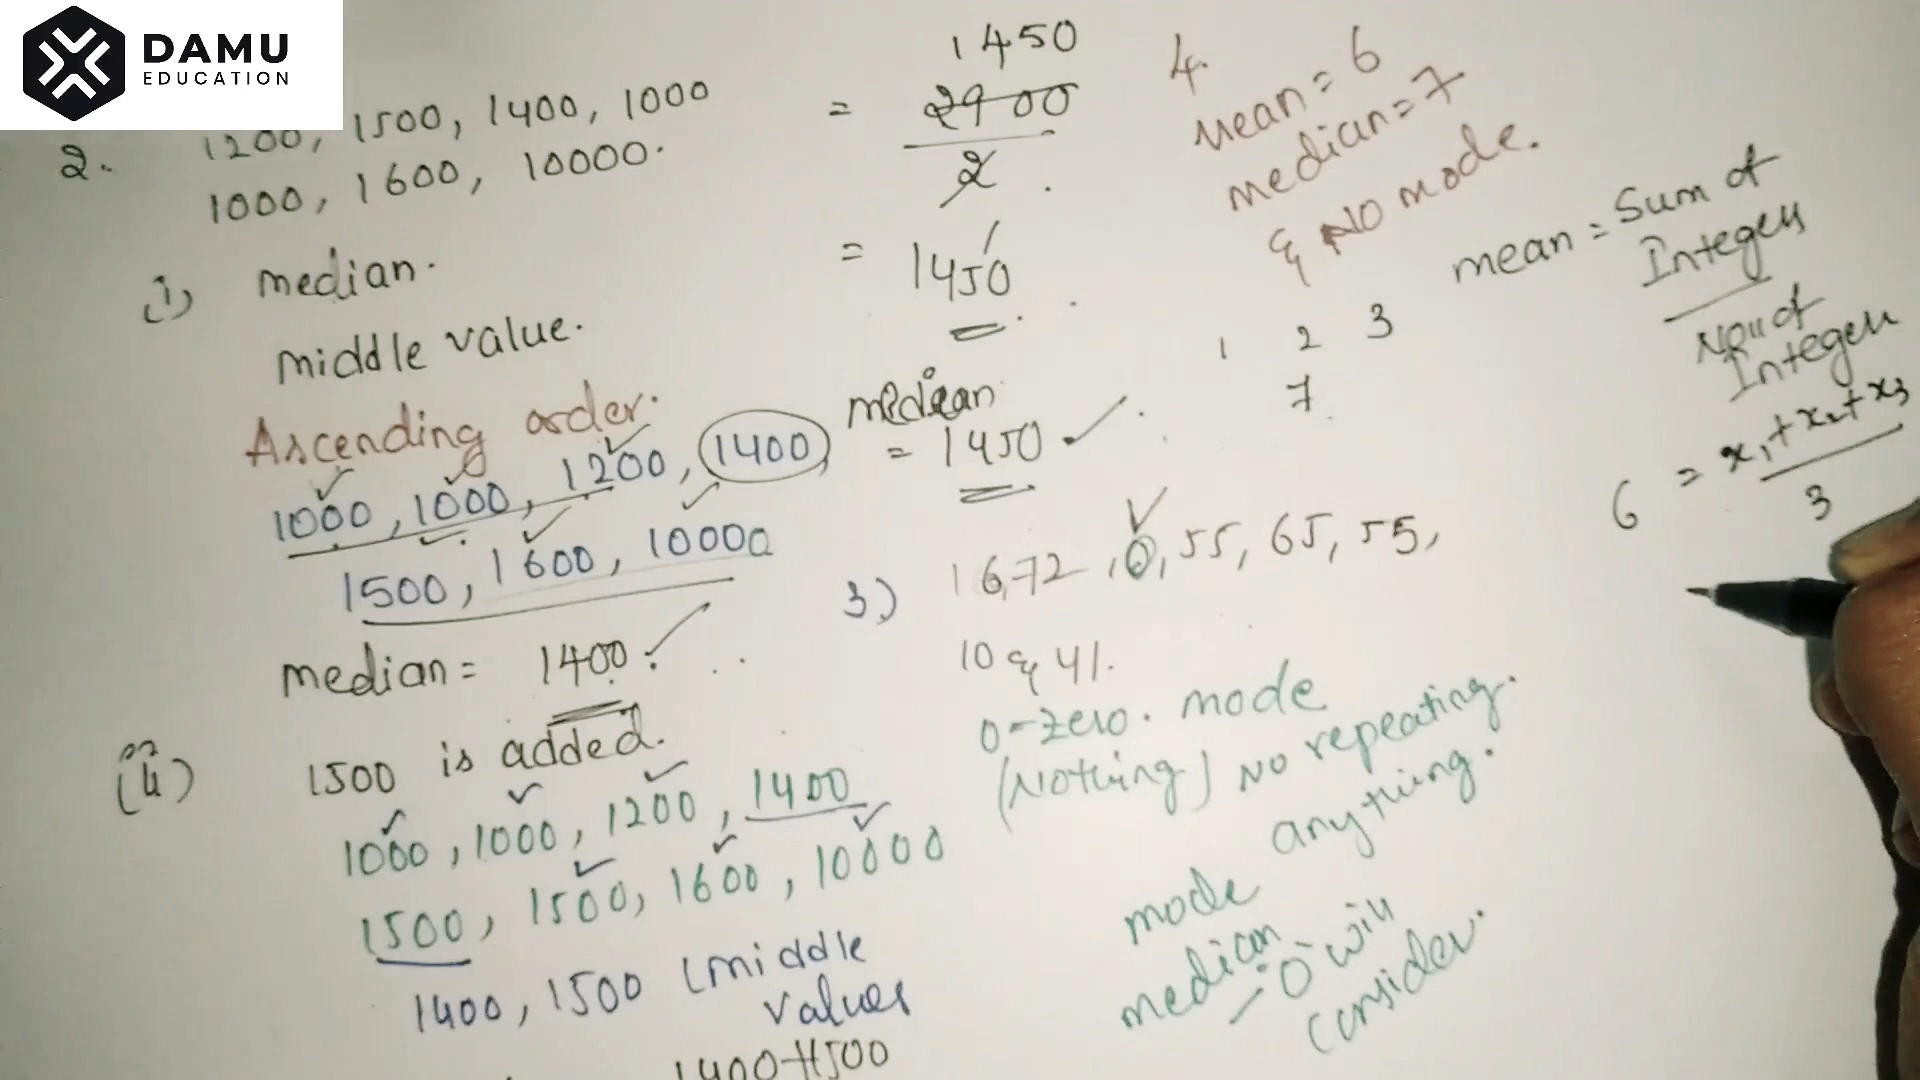 DAMU
EDUCATION
2. 1200, 1500, 1400, 1000
1000, 1600, 10000.
(i) median.
middle value.
Ascending order.
1000, 1000, 1200, 1400
1500, 1600, 10000
median = 1400.
(ii) 1500 is added.
1000, 1000, 1200, 1400
1500, 1500, 1600, 10000
1400, 1500 (middle
values
1400+1500
1450
= 2900
2
= 1450
median
= 1450
3) 16,72, 0, 55, 65, 55,
10 & 41.
0-zero. mode
(Nothing) NO repeating.
anything.
mode
median
- 0 will
consider.
4.
Mean = 6
median = 7
& NO mode.
1 2 3
7
mean = Sum of
Integers
No. of
Integers
6 = x1 + x2 + x3
3